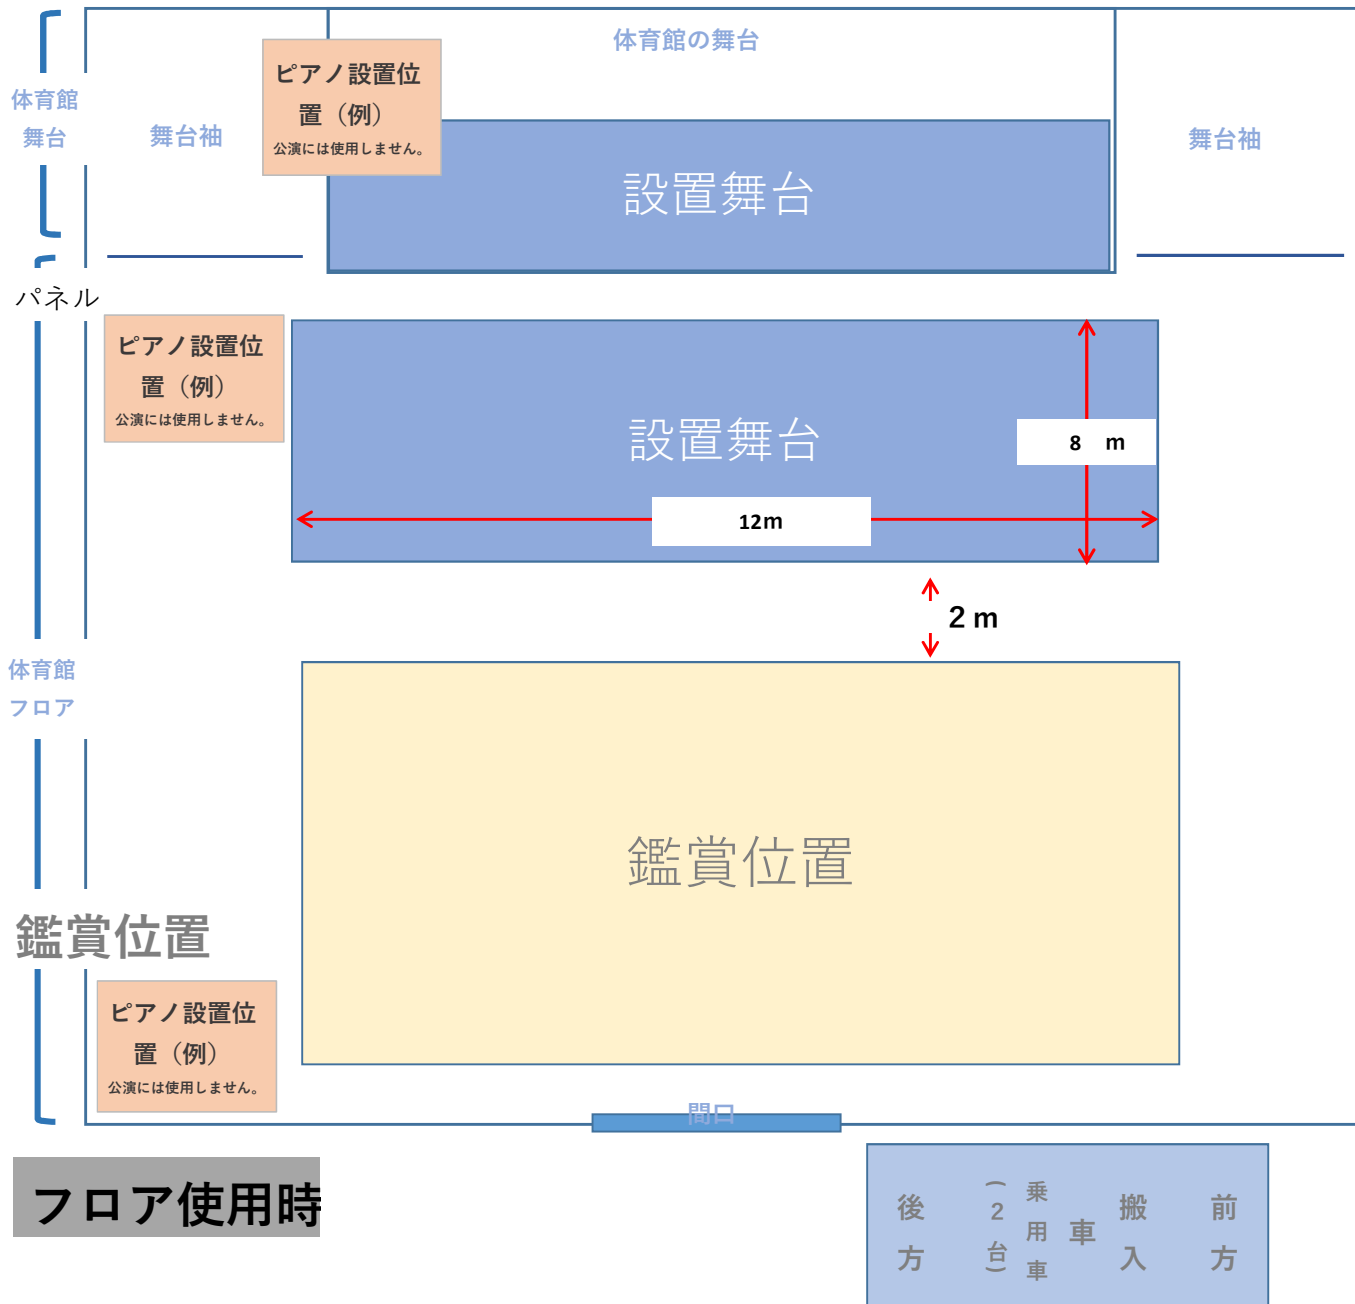 体育館の舞台
ピアノ設置位
置（例）
公演には使用しません。
体育館
舞台
舞台袖
舞台袖
設置舞台
パネル
ピアノ設置位
置（例）
公演には使用しません。
設置舞台
8　m
12m
2 m
体育館
フロア
鑑賞位置
鑑賞位置
ピアノ設置位
置（例）
公演には使用しません。
間口
フロア使用時
前方
搬入
車
乗用車
（2台）
後方